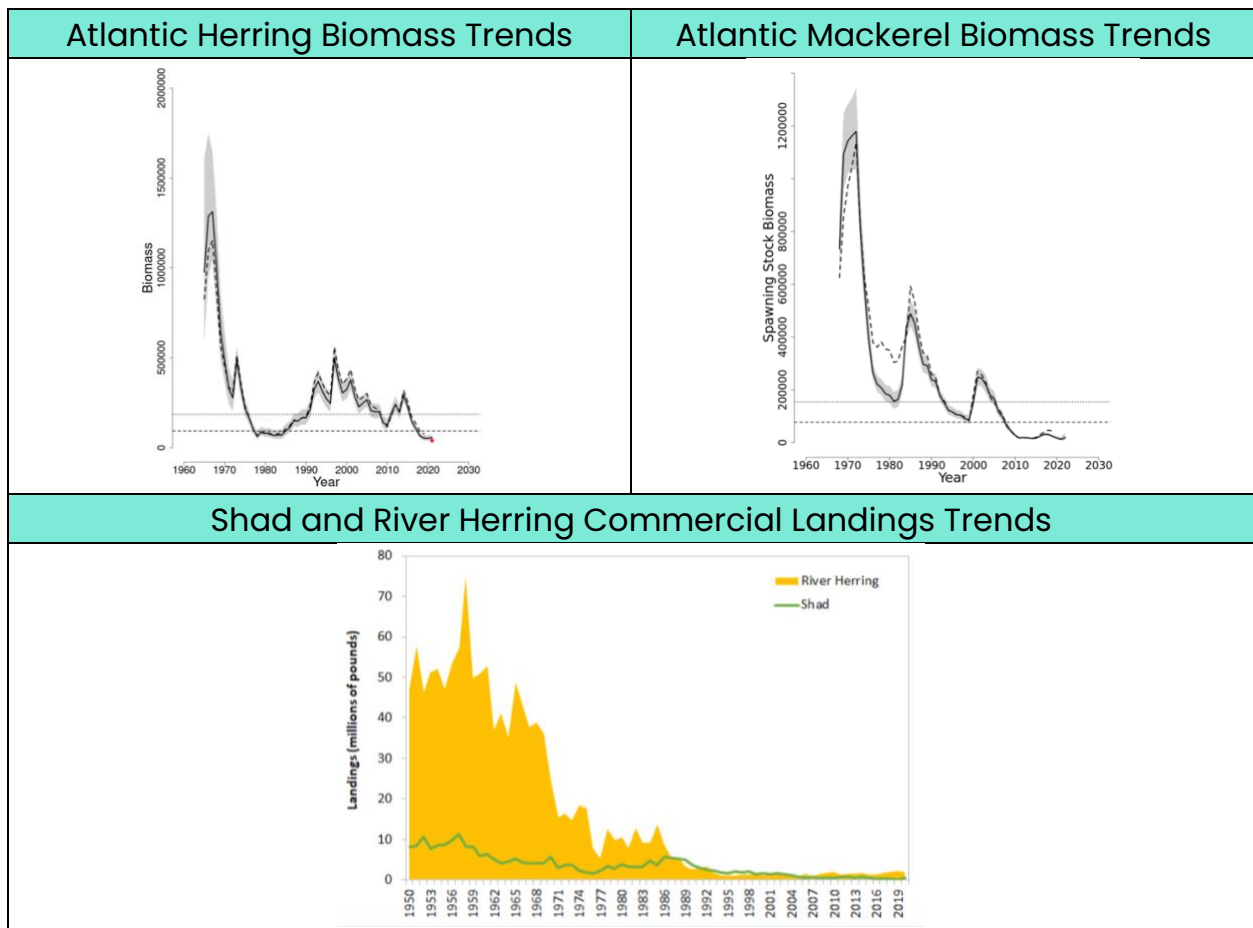 Atlantic Herring Biomass Trends
Atlantic Mackerel Biomass Trends
Biomass
2000000
1500000
1000000
500000
0
1960 1970 1980 1990 2000 2010 2020 2030
Year
Spawning Stock Biomass
1200000
800000
600000
400000
200000
0
1960 1970 1980 1990 2000 2010 2020 2030
Year
Shad and River Herring Commercial Landings Trends
Landings (millions of pounds)
80
70
60
50
40
30
20
10
0
River Herring
Shad
1950 1953 1956 1959 1962 1965 1968 1971 1974 1977 1980 1983 1986 1989 1992 1995 1998 2001 2004 2007 2010 2013 2016 2019